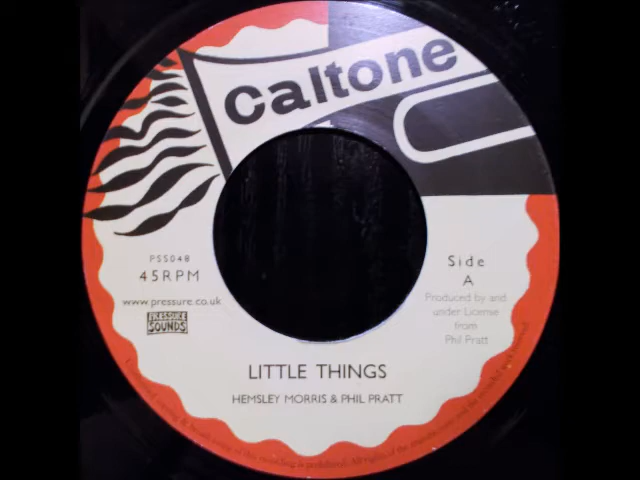 caltone
PSS048
45RPM
www.pressure.co.uk
PRESSURE
SOUNDS
Side
A
Produced by and
under License
from
Phil Pratt
LITTLE THINGS
HEMSLEY MORRIS & PHIL PRATT